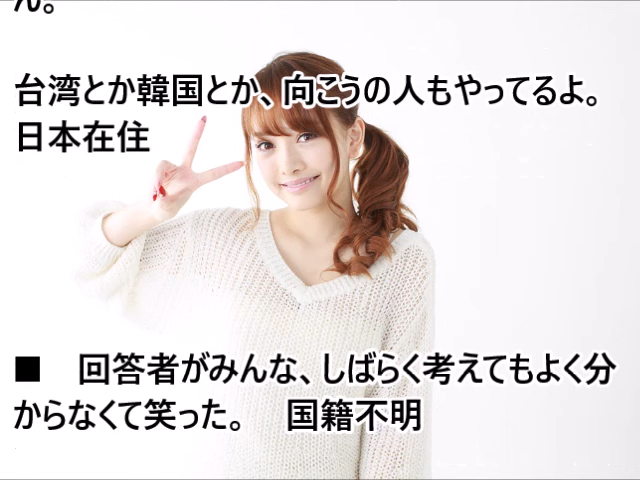 ん。
台湾とか韓国とか、向こうの人もやってるよ。
日本在住
■　回答者がみんな、しばらく考えてもよく分
からなくて笑った。　国籍不明